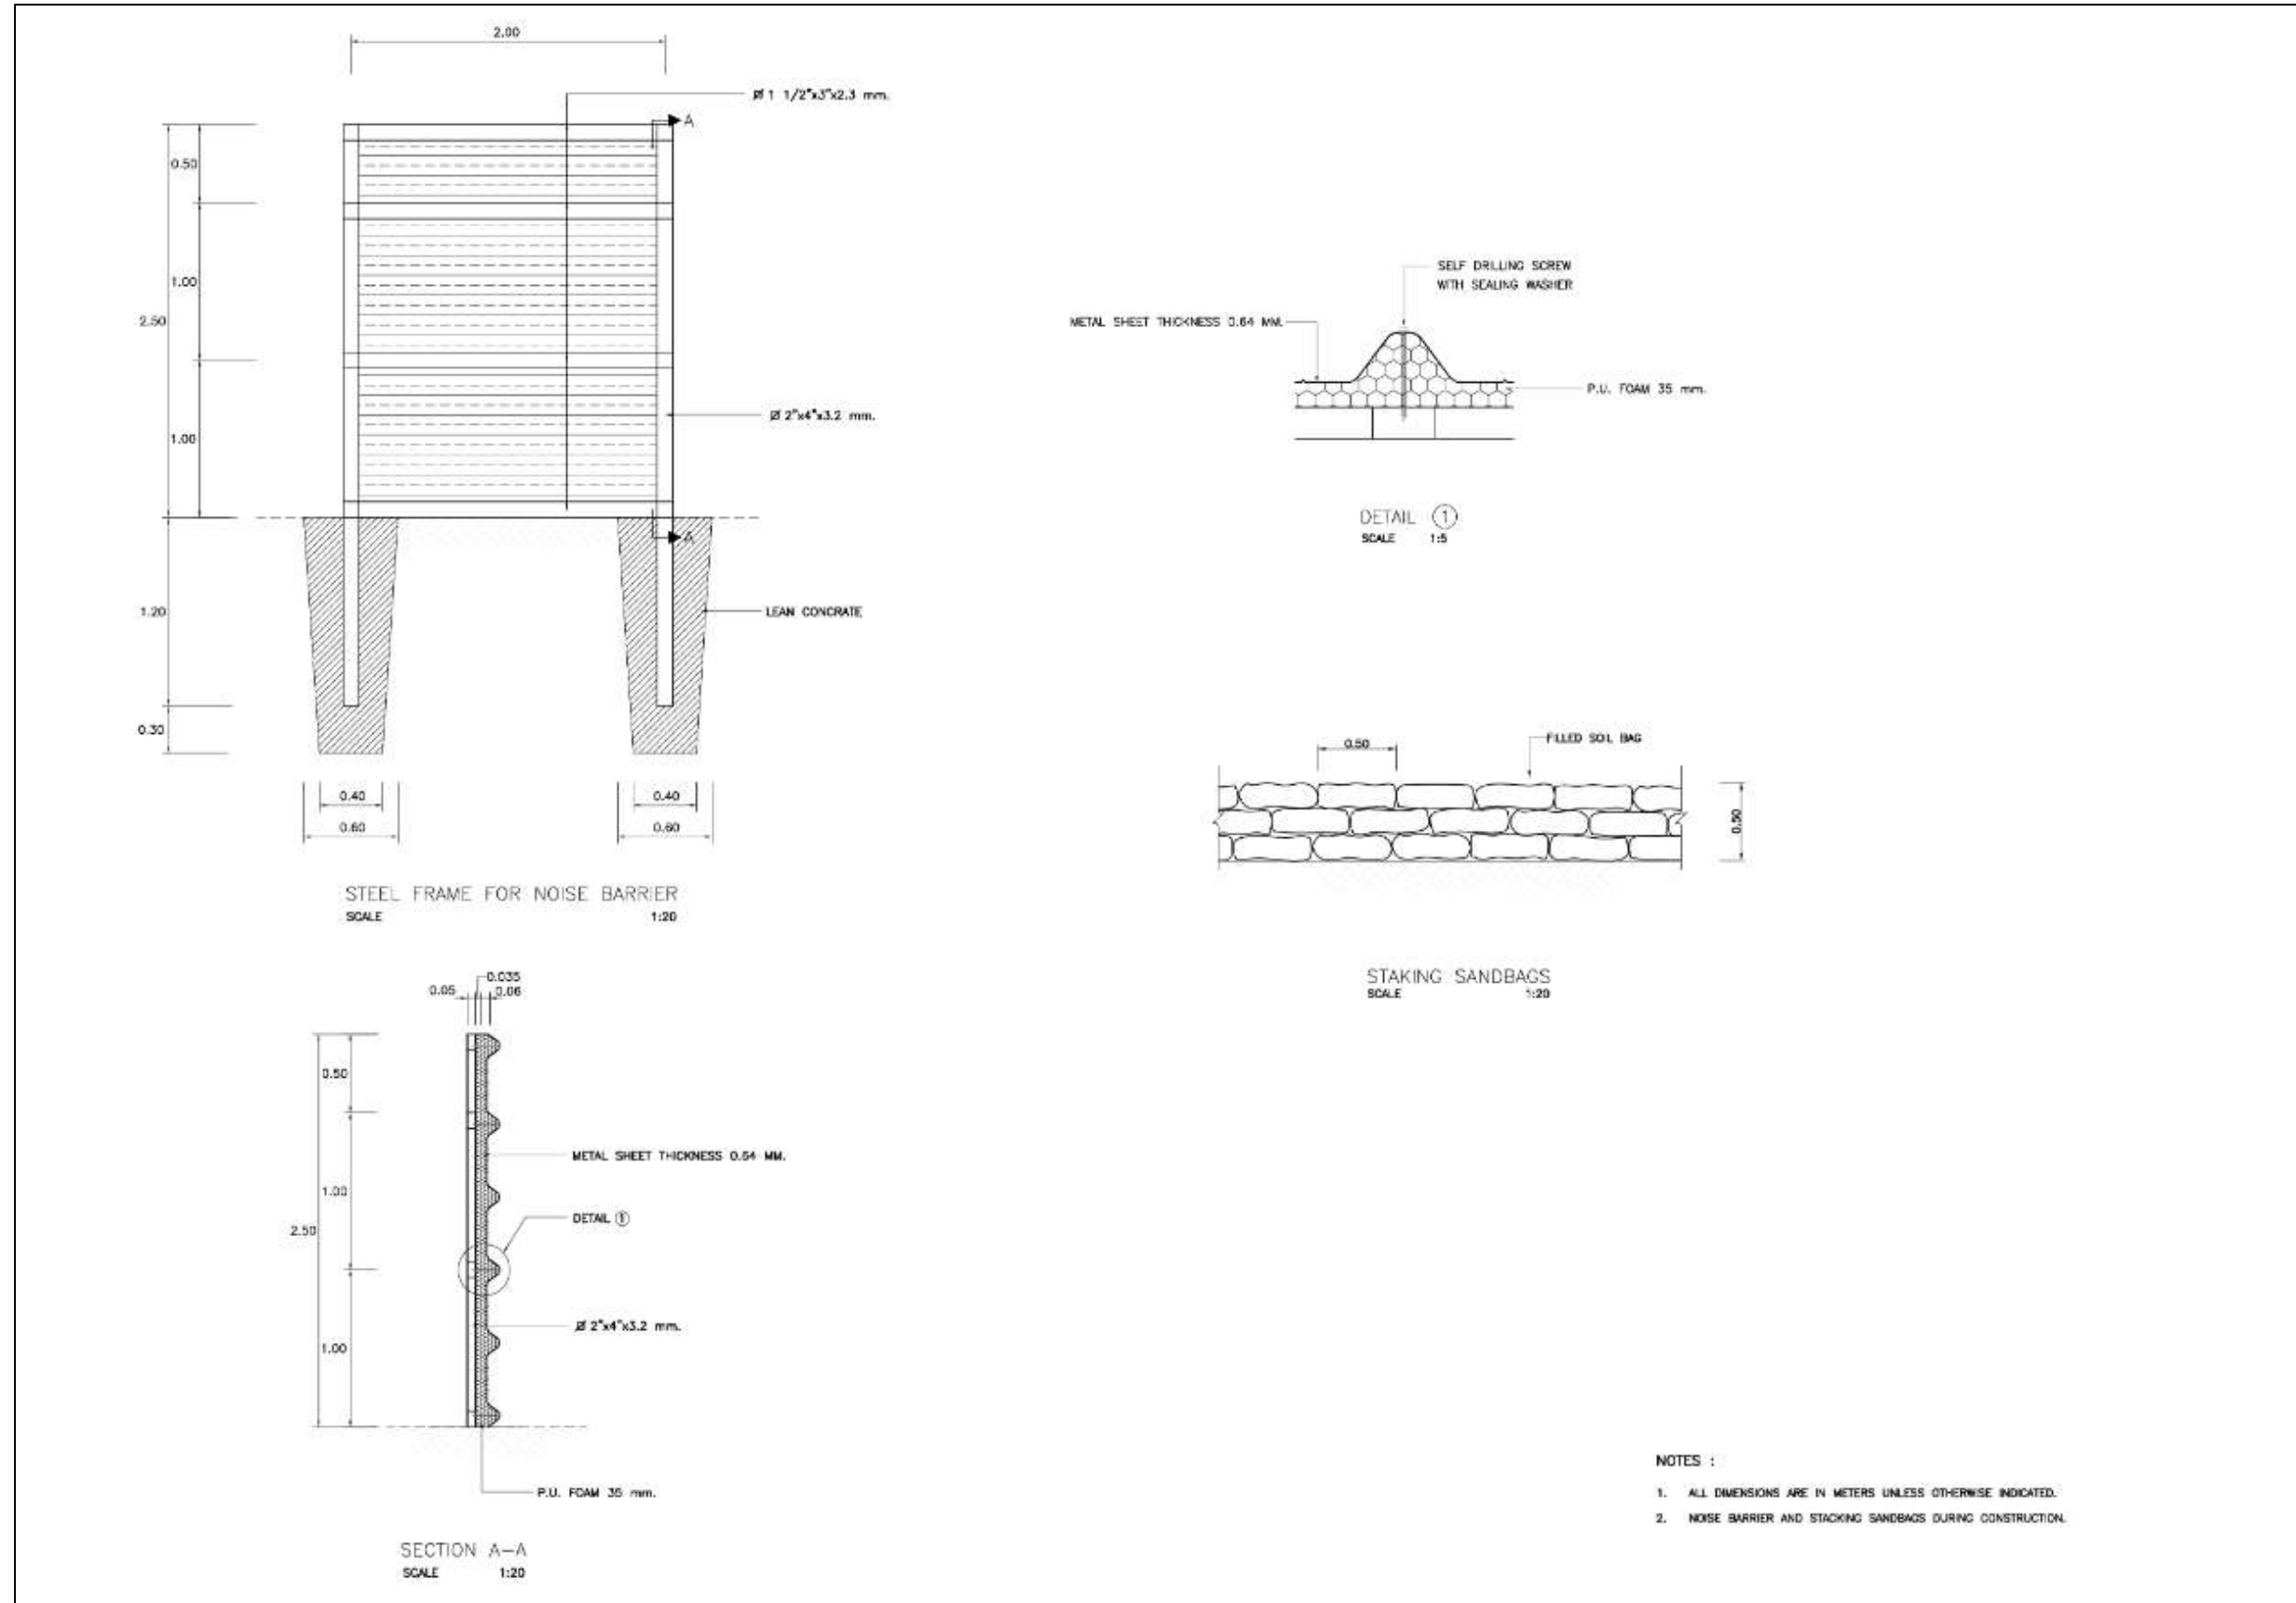 2.00
Ø 1 1/2"x3"x2.3 mm.
A
0.50
1.00
2.50
1.00
Ø 2"x4"x3.2 mm.
A
1.20
LEAN CONCRATE
0.30
0.40
0.60
0.40
0.60
STEEL FRAME FOR NOISE BARRIER
SCALE 1:20
SELF DRILLING SCREW
WITH SEALING WASHER
METAL SHEET THICKNESS 0.64 MM.
P.U. FOAM 35 mm.
DETAIL 1
SCALE 1:5
0.50
FILLED SOIL BAG
0.50
STAKING SANDBAGS
SCALE 1:20
0.035
0.05
0.06
0.50
1.00
2.50
1.00
METAL SHEET THICKNESS 0.64 MM.
DETAIL 1
Ø 2"x4"x3.2 mm.
P.U. FOAM 35 mm.
SECTION A-A
SCALE 1:20
NOTES :
1. ALL DIMENSIONS ARE IN METERS UNLESS OTHERWISE INDICATED.
2. NOISE BARRIER AND STACKING SANDBAGS DURING CONSTRUCTION.